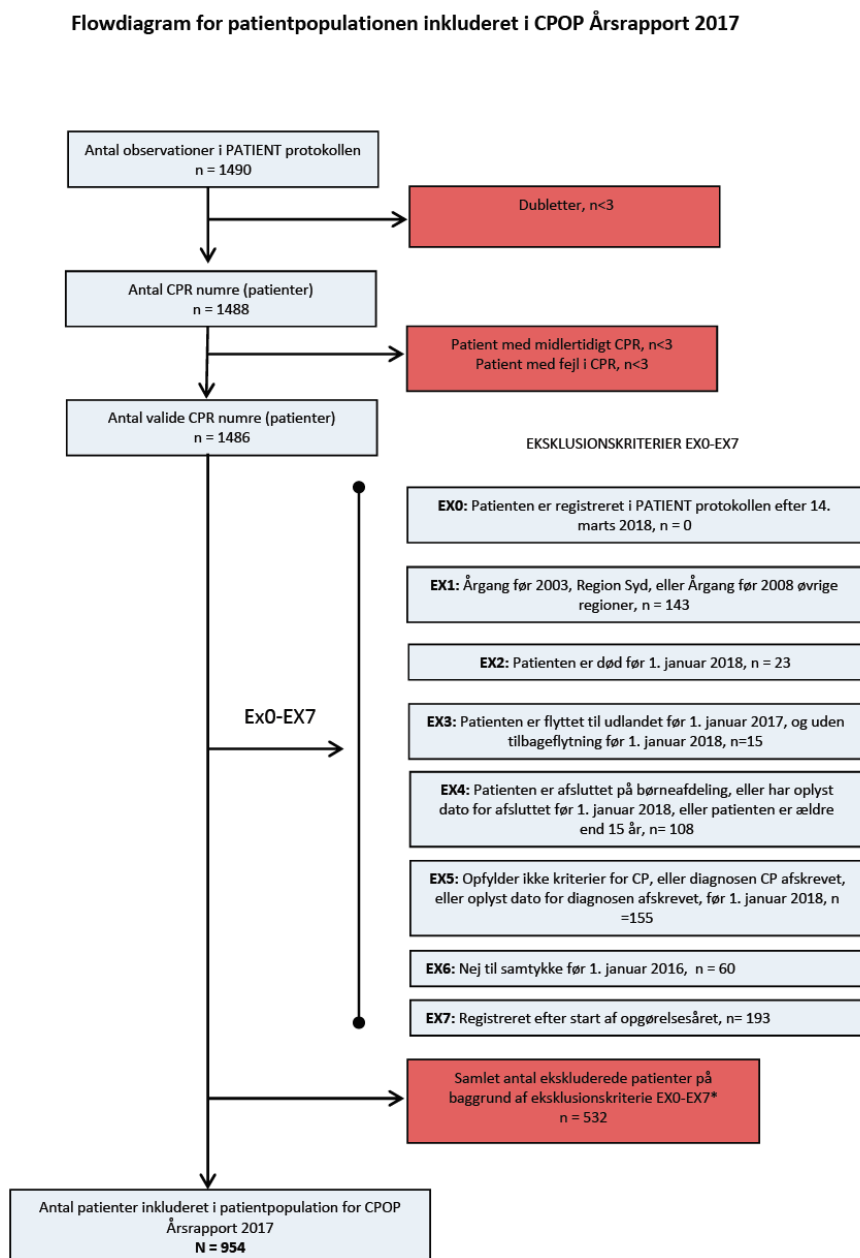 Flowdiagram for patientpopulationen inkluderet i CPOP Årsrapport 2017
Antal observationer i PATIENT protokollen
n = 1490
Dubletter, n<3
Antal CPR numre (patienter)
n = 1488
Patient med midlertidigt CPR, n<3
Patient med fejl i CPR, n<3
Antal valide CPR numre (patienter)
n = 1486
EKSKLUSIONSKRITERIER EX0-EX7
EX0: Patienten er registreret i PATIENT protokollen efter 14.
marts 2018, n = 0
EX1: Årgang før 2003, Region Syd, eller Årgang før 2008 øvrige
regioner, n = 143
EX2: Patienten er død før 1. januar 2018, n = 23
Ex0-EX7
EX3: Patienten er flyttet til udlandet før 1. januar 2017, og uden
tilbageflytning før 1. januar 2018, n=15
EX4: Patienten er afsluttet på børneafdeling, eller har oplyst
dato for afsluttet før 1. januar 2018, eller patienten er ældre
end 15 år, n= 108
EX5: Opfylder ikke kriterier for CP, eller diagnosen CP afskrevet,
eller oplyst dato for diagnosen afskrevet, før 1. januar 2018, n
=155
EX6: Nej til samtykke før 1. januar 2016, n = 60
EX7: Registreret efter start af opgørelsesåret, n= 193
Samlet antal ekskluderede patienter på
baggrund af eksklusionskriterie EX0-EX7*
n = 532
Antal patienter inkluderet i patientpopulation for CPOP
Årsrapport 2017
N = 954